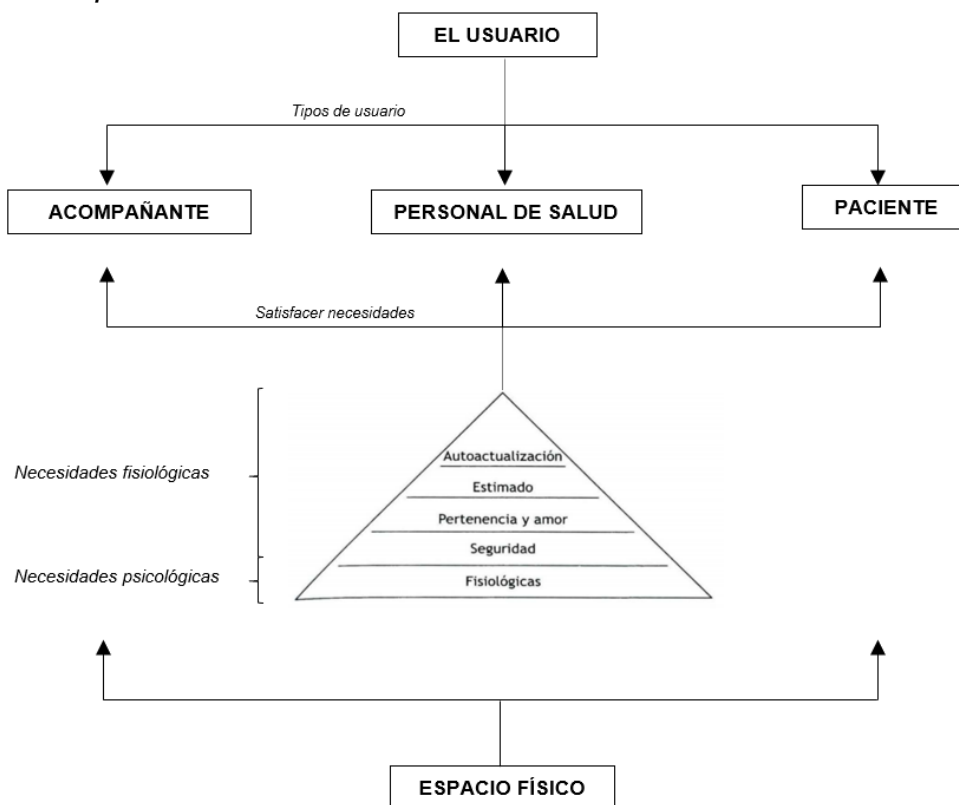 EL USUARIO
Tipos de usuario
ACOMPAÑANTE
PERSONAL DE SALUD
PACIENTE
Satisfacer necesidades
Autoactualización
Necesidades fisiológicas
Estimado
Pertenencia y amor
Seguridad
Necesidades psicológicas
Fisiológicas
ESPACIO FÍSICO